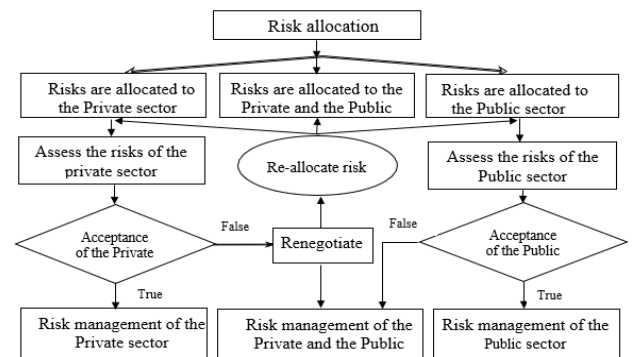 Risk allocation
Risks are allocated to
the Private sector
Risks are allocated to the
Private and the Public
Risks are allocated to
the Public sector
Assess the risks of the
private sector
Re-allocate risk
Assess the risks of the
Public sector
Acceptance
of the Private
False
Renegotiate
False
Acceptance
of the Public
True
True
Risk management of the
Private sector
Risk management of the
Private and the Public
Risk management of the
Public sector